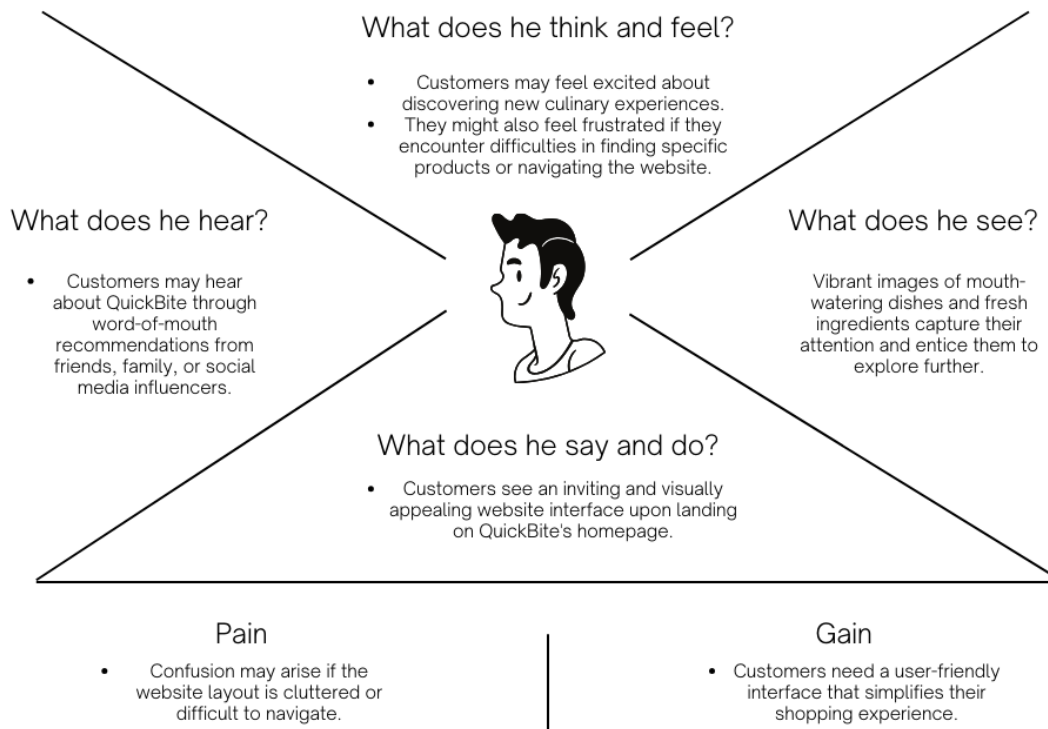 What does he think and feel?
• Customers may feel excited about
discovering new culinary experiences.
• They might also feel frustrated if they
encounter difficulties in finding specific
products or navigating the website.
What does he hear?
• Customers may hear
about QuickBite through
word-of-mouth
recommendations from
friends, family, or social
media influencers.
What does he see?
Vibrant images of mouth-
watering dishes and fresh
ingredients capture their
attention and entice them to
explore further.
What does he say and do?
• Customers see an inviting and visually
appealing website interface upon landing
on QuickBite's homepage.
Pain
• Confusion may arise if the
website layout is cluttered or
difficult to navigate.
Gain
• Customers need a user-friendly
interface that simplifies their
shopping experience.